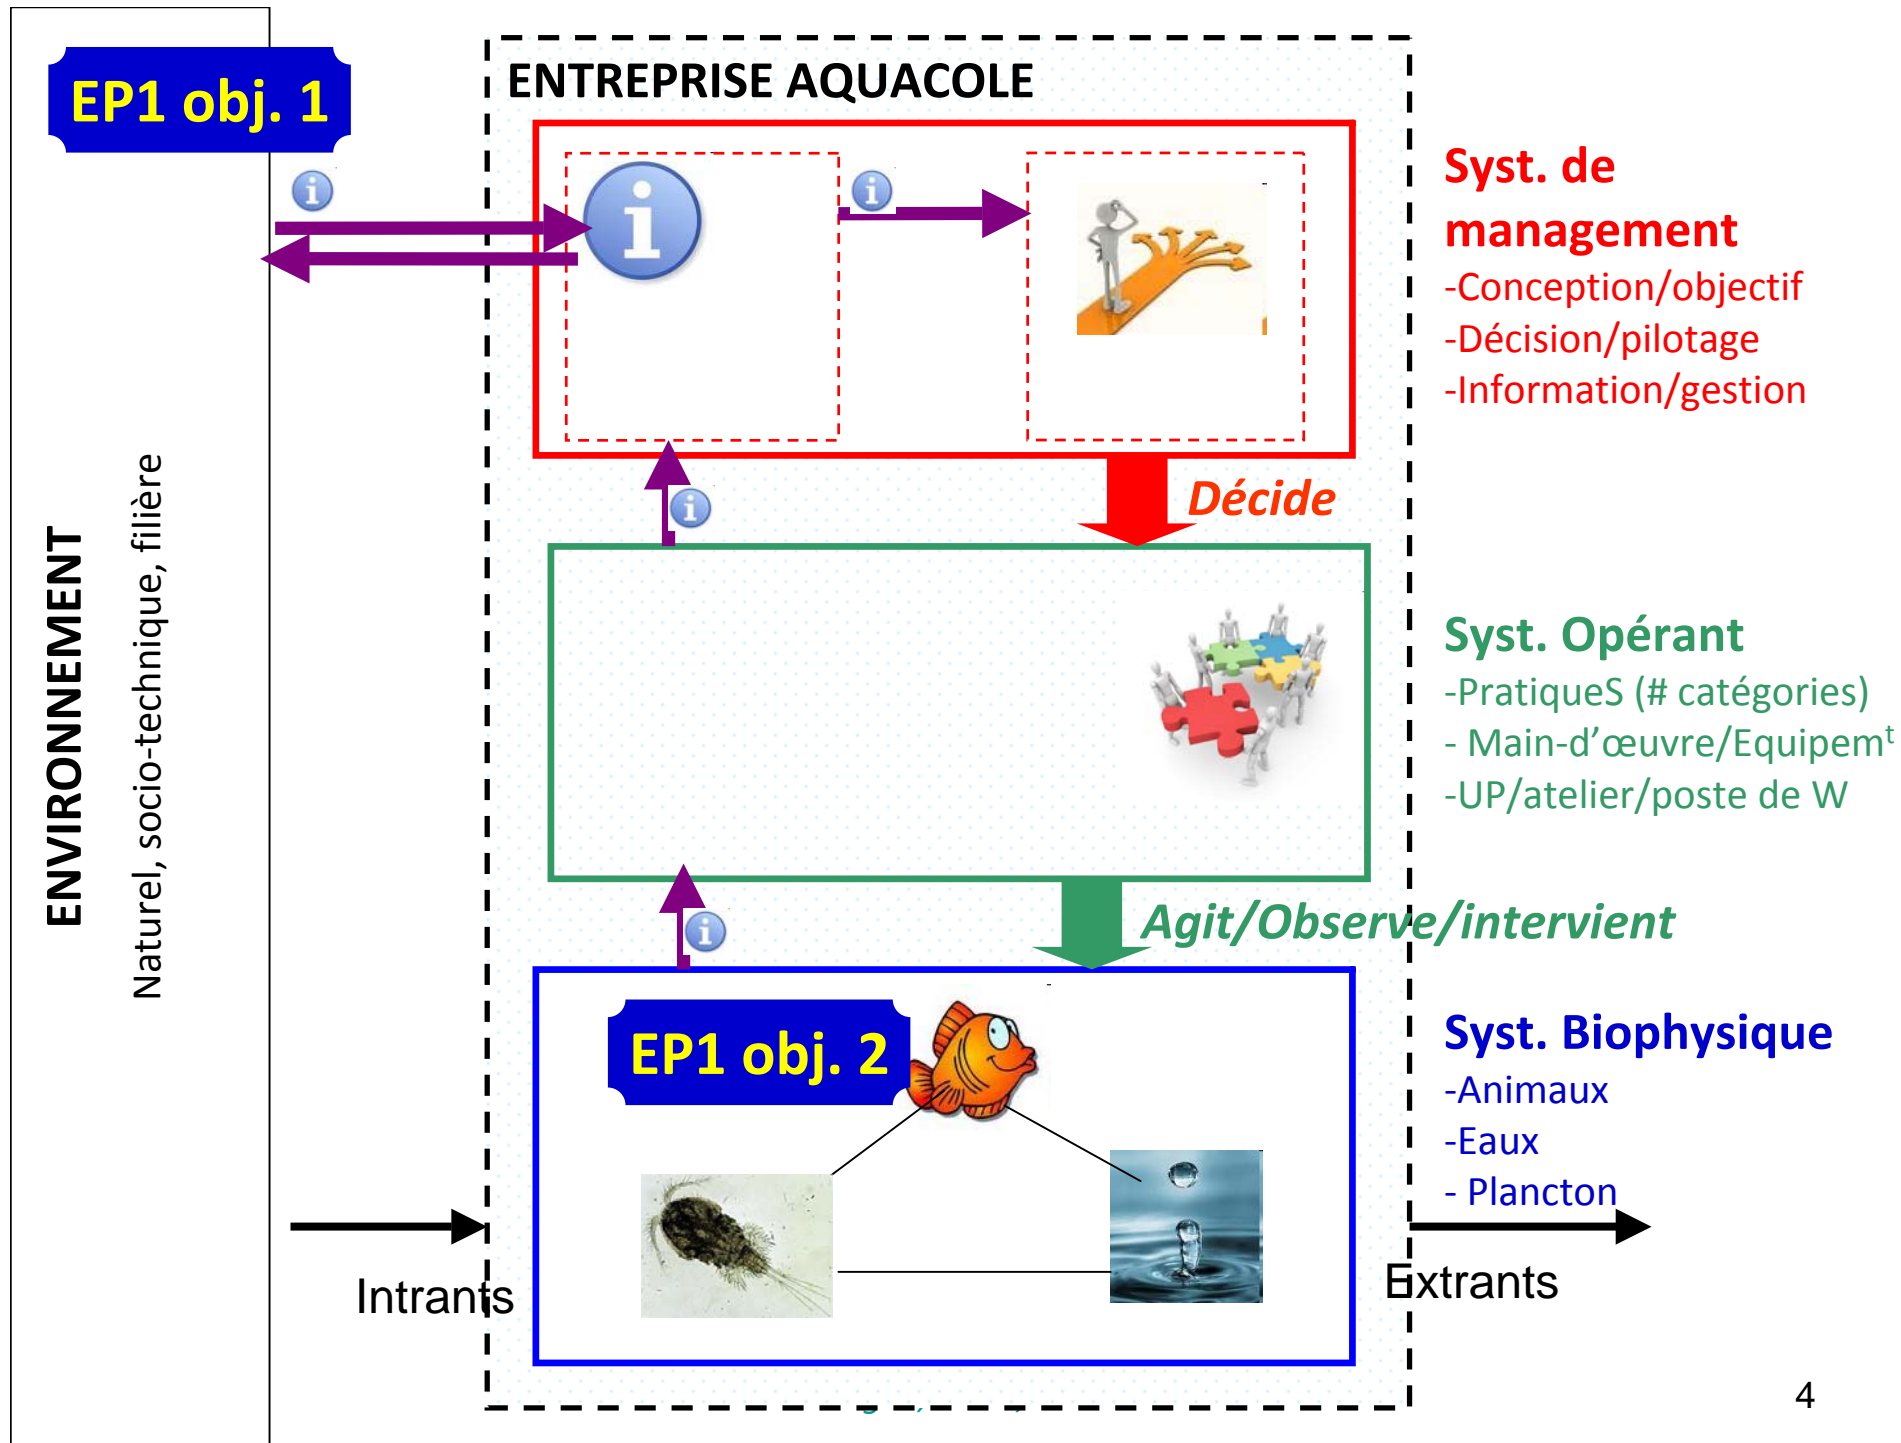 EP1 obj. 1
ENTREPRISE AQUACOLE
ENVIRONNEMENT
Naturel, socio-technique, filière
Syst. de
management
-Conception/objectif
-Décision/pilotage
-Information/gestion
Décide
Syst. Opérant
-PratiqueS (# catégories)
- Main-d’œuvre/Equipemᵗ
-UP/atelier/poste de W
Agit/Observe/intervient
EP1 obj. 2
Syst. Biophysique
-Animaux
-Eaux
- Plancton
Intrants
Extrants
4